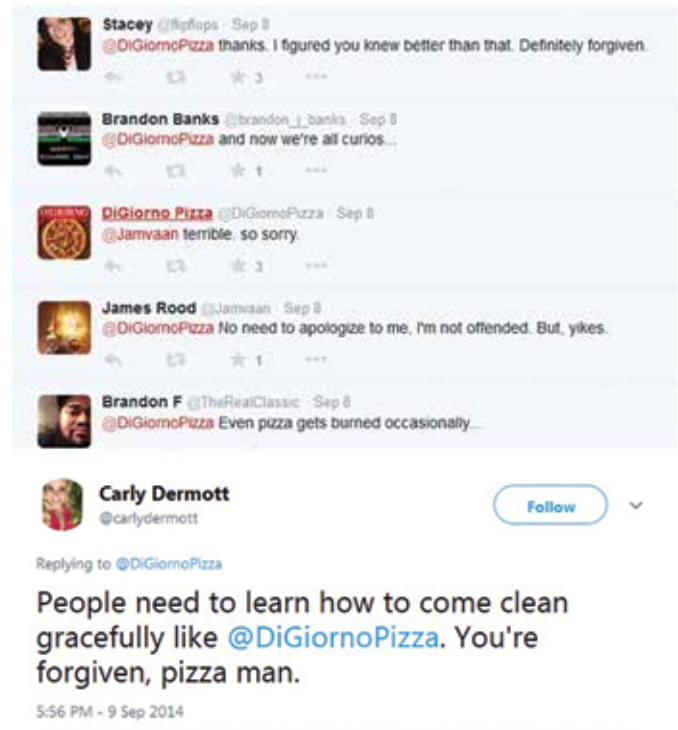 Stacey @flipflops · Sep 8
@DiGiornoPizza thanks. I figured you knew better than that. Definitely forgiven.
3
Brandon Banks @brandon_j_banks · Sep 8
@DiGiornoPizza and now we're all curios...
1
DiGiorno Pizza @DiGiornoPizza · Sep 8
@Jamvaan terrible. so sorry.
3
James Rood @Jamvaan · Sep 8
@DiGiornoPizza No need to apologize to me, I'm not offended. But, yikes.
1
Brandon F @TheRealClassic · Sep 8
@DiGiornoPizza Even pizza gets burned occasionally...
Carly Dermott
@carlydermott
Follow
Replying to @DiGiornoPizza
People need to learn how to come clean
gracefully like @DiGiornoPizza. You're
forgiven, pizza man.
5:56 PM - 9 Sep 2014